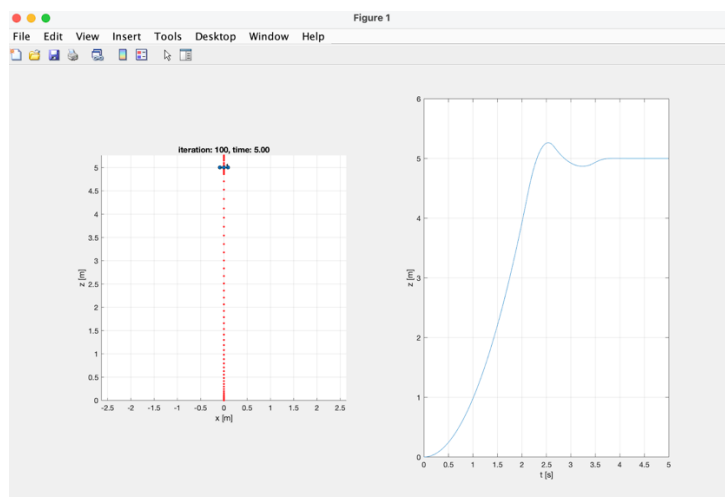 Figure 1
File Edit View Insert Tools Desktop Window Help
iteration: 100, time: 5.00
5
4.5
4
3.5
3
2.5
2
1.5
1
0.5
0
z [m]
-2.5 -2 -1.5 -1 -0.5 0 0.5 1 1.5 2 2.5
x [m]
6
5
4
3
2
1
0
z [m]
0 0.5 1 1.5 2 2.5 3 3.5 4 4.5 5
t [s]